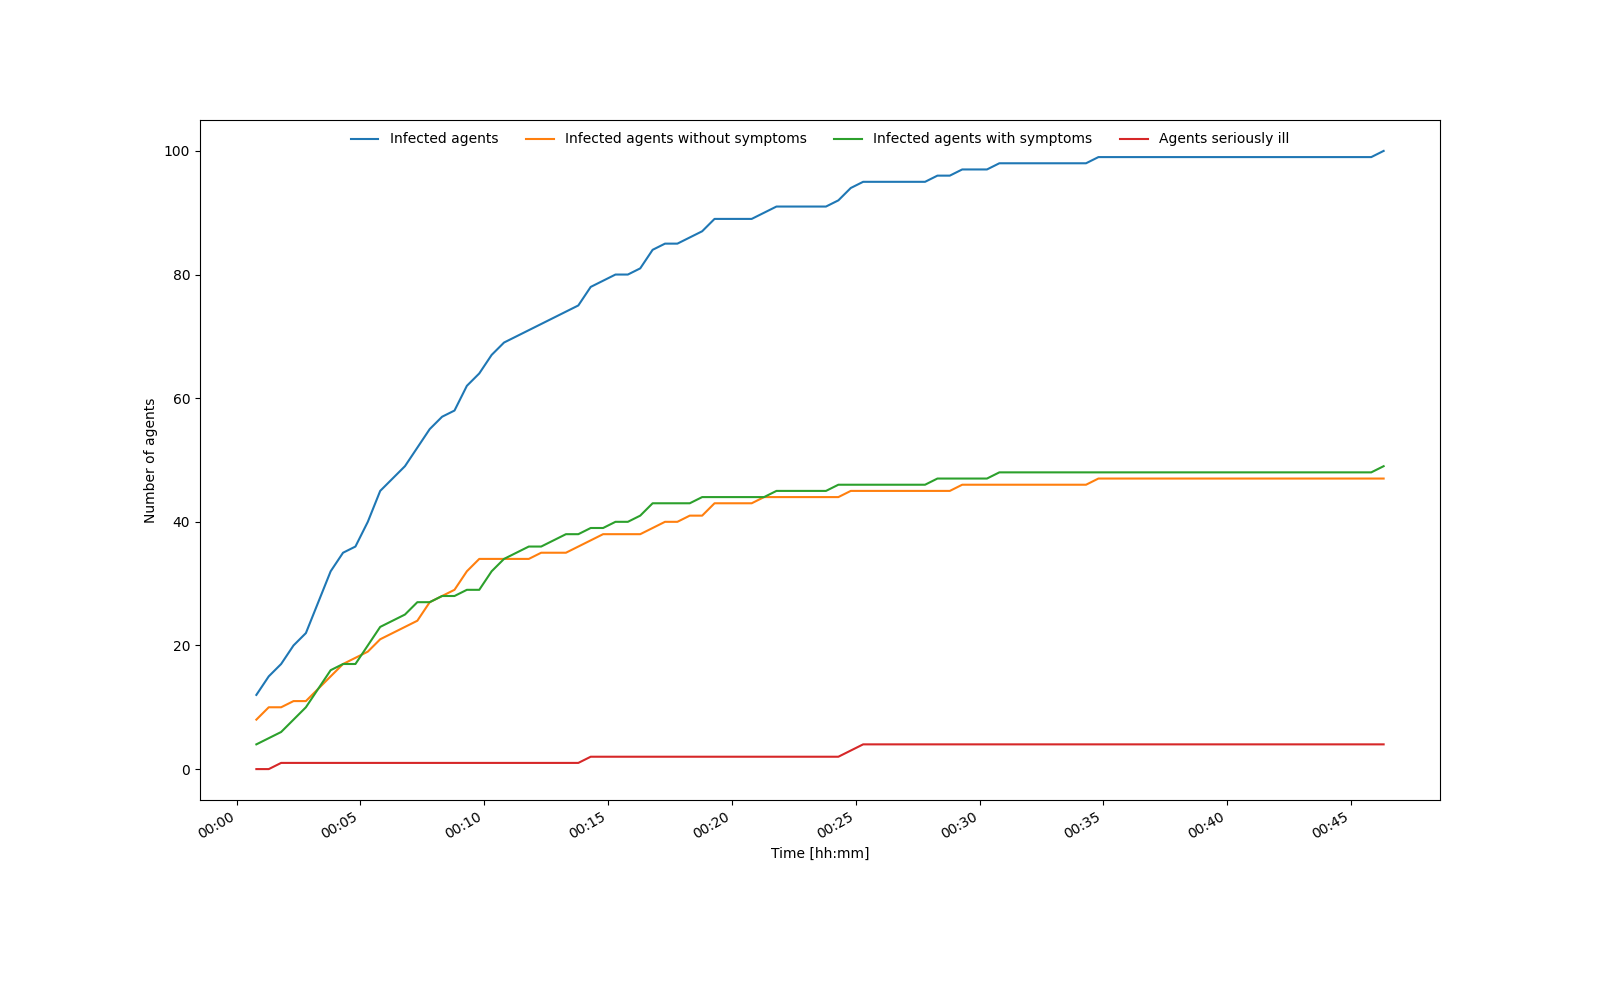 Infected agents Infected agents without symptoms Infected agents with symptoms Agents seriously ill
100
80
60
40
20
0
Number of agents
00:00 00:05 00:10 00:15 00:20 00:25 00:30 00:35 00:40 00:45
Time [hh:mm]